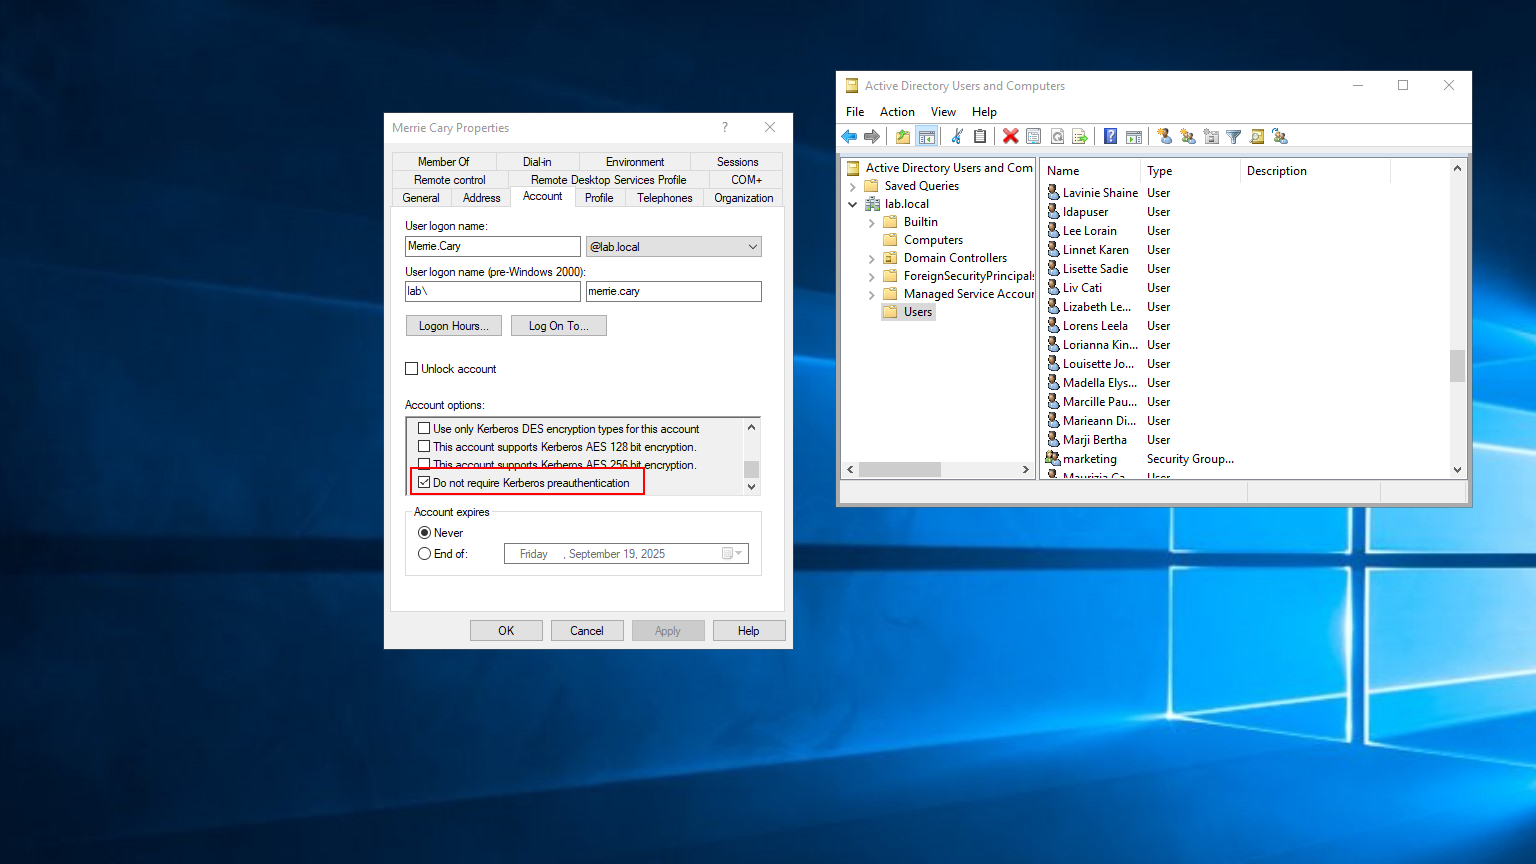 Merrie Cary Properties
?
Member Of Dial-in Environment Sessions
Remote control Remote Desktop Services Profile COM+
General Address Account Profile Telephones Organization
User logon name:
Merrie.Cary @lab.local
User logon name (pre-Windows 2000):
lab\ merrie.cary
Logon Hours... Log On To...
Unlock account
Account options:
Use only Kerberos DES encryption types for this account
This account supports Kerberos AES 128 bit encryption.
This account supports Kerberos AES 256 bit encryption.
Do not require Kerberos preauthentication
Account expires
Never
End of: Friday , September 19, 2025
OK Cancel Apply Help
Active Directory Users and Computers
File Action View Help
Active Directory Users and Com
Saved Queries
lab.local
Builtin
Computers
Domain Controllers
ForeignSecurityPrincipals
Managed Service Accour
Users
Name Type Description
Lavinie Shaine User
ldapuser User
Lee Lorain User
Linnet Karen User
Lisette Sadie User
Liv Cati User
Lizabeth Le... User
Lorens Leela User
Lorianna Kin... User
Louisette Jo... User
Madella Elys... User
Marcille Pau... User
Marieann Di... User
Marji Bertha User
marketing Security Group...
Maurizia Ca... User